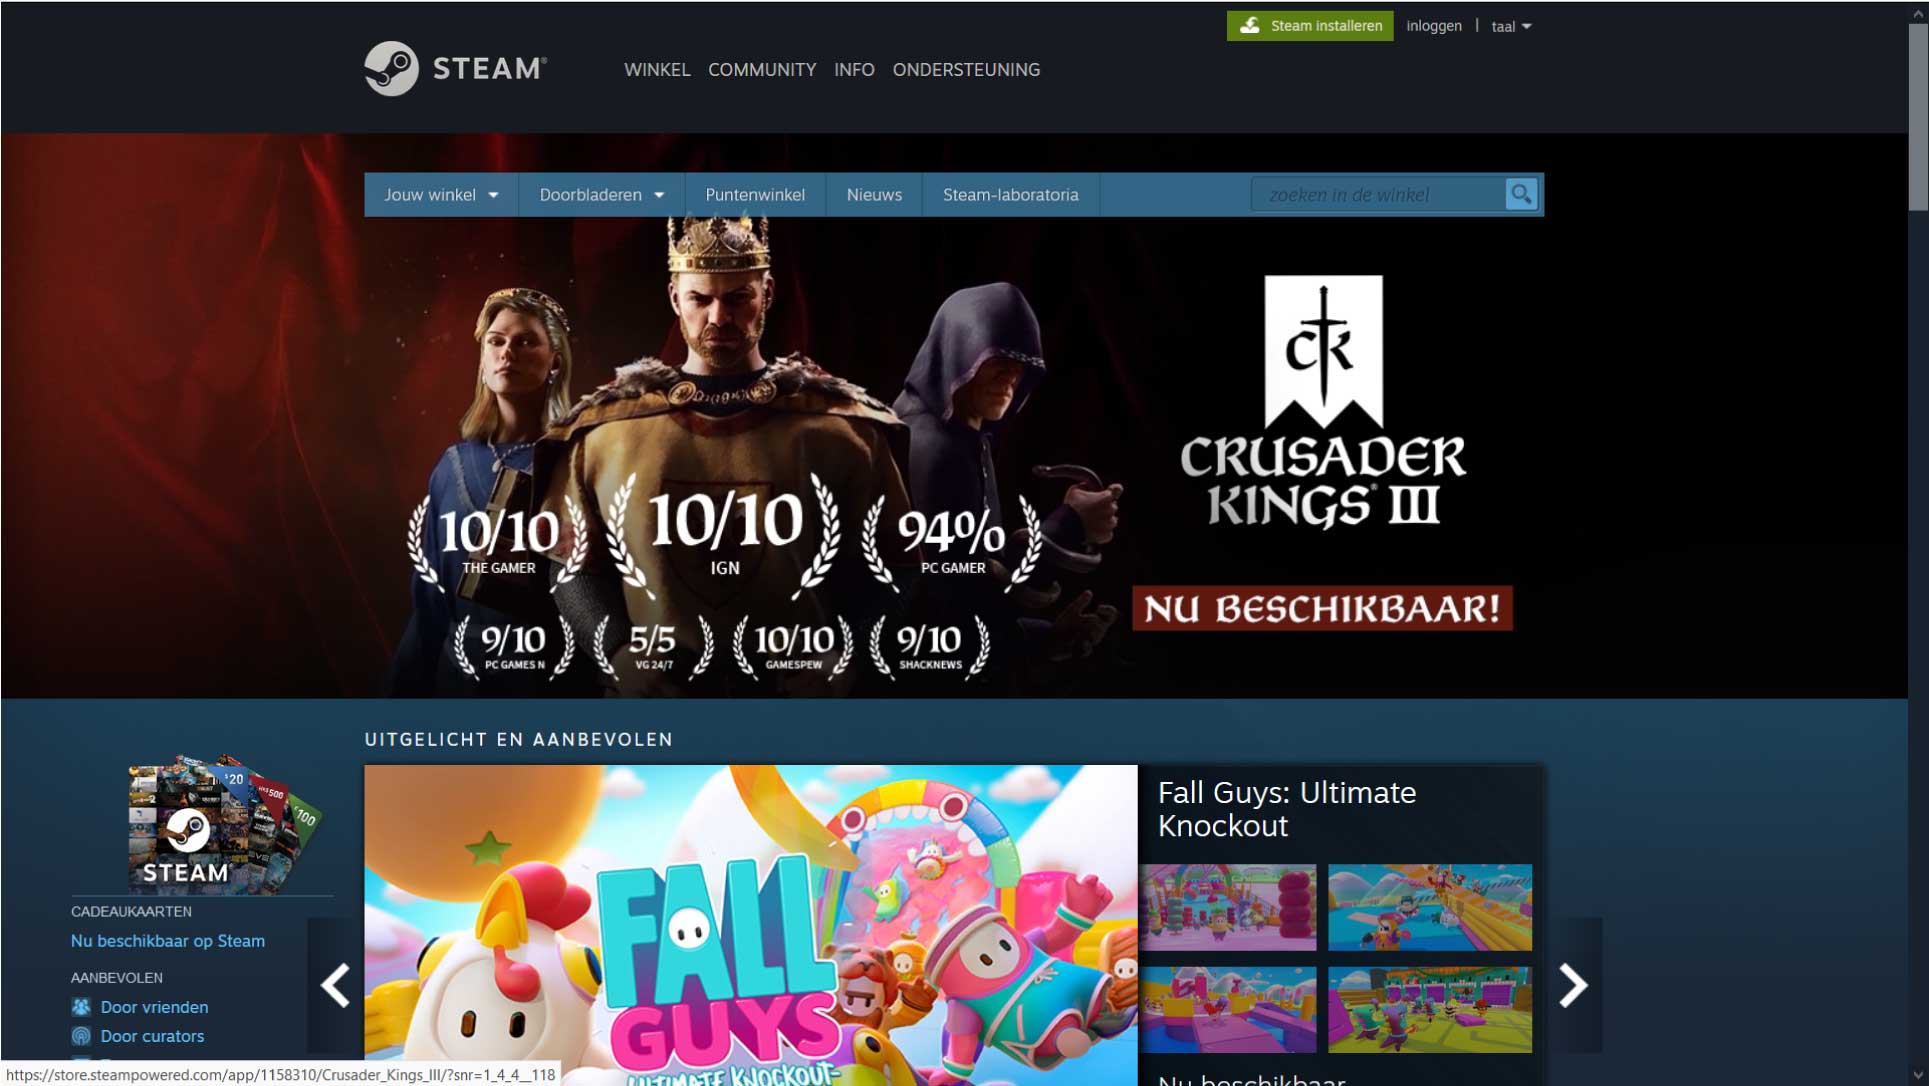 Steam installeren
inloggen | taal
STEAM®
WINKEL COMMUNITY INFO ONDERSTEUNING
Jouw winkel Doorbladeren Puntenwinkel Nieuws Steam-laboratoria zoeken in de winkel
CK
CRUSADER
KINGS® III
10/10
THE GAMER
10/10
IGN
94%
PC GAMER
NU BESCHIKBAAR!
9/10
PC GAMES N
5/5
VG 24/7
10/10
GAMESPEW
9/10
SHACKNEWS
UITGELICHT EN AANBEVOLEN
$20
HK$ 500
€100
STEAM
CADEAUKAARTEN
Nu beschikbaar op Steam
AANBEVOLEN
Door vrienden
Door curators
FALL
GUYS
ULTIMATE KNOCKOUT
Fall Guys: Ultimate
Knockout
Nu beschikbaar
https://store.steampowered.com/app/1158310/Crusader_Kings_III/?snr=1_4_4__118